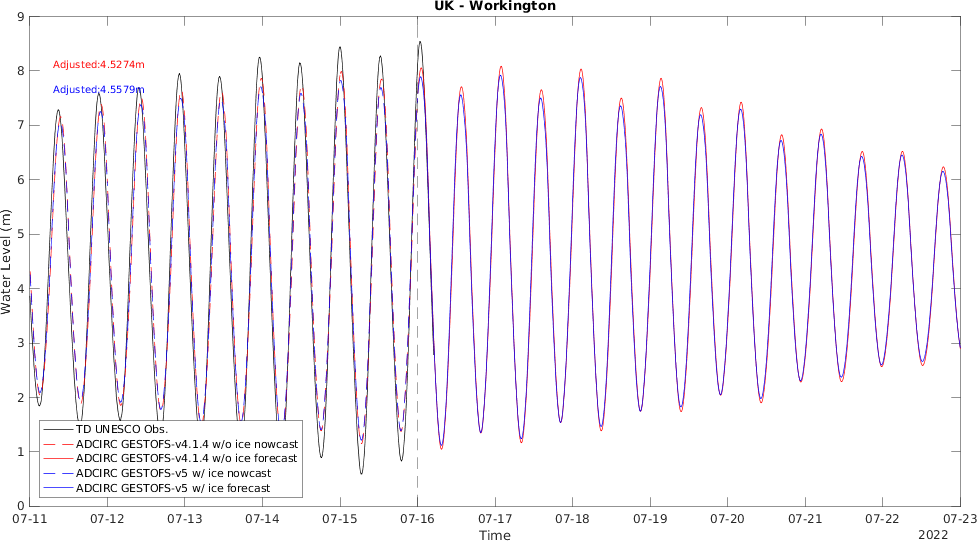 UK - Workington
9
8
7
6
5
4
3
2
1
0
Water Level (m)
Adjusted:4.5274m
Adjusted:4.5579m
TD UNESCO Obs.
ADCIRC GESTOFS-v4.1.4 w/o ice nowcast
ADCIRC GESTOFS-v4.1.4 w/o ice forecast
ADCIRC GESTOFS-v5 w/ ice nowcast
ADCIRC GESTOFS-v5 w/ ice forecast
07-11 07-12 07-13 07-14 07-15 07-16 07-17 07-18 07-19 07-20 07-21 07-22 07-23
Time
2022